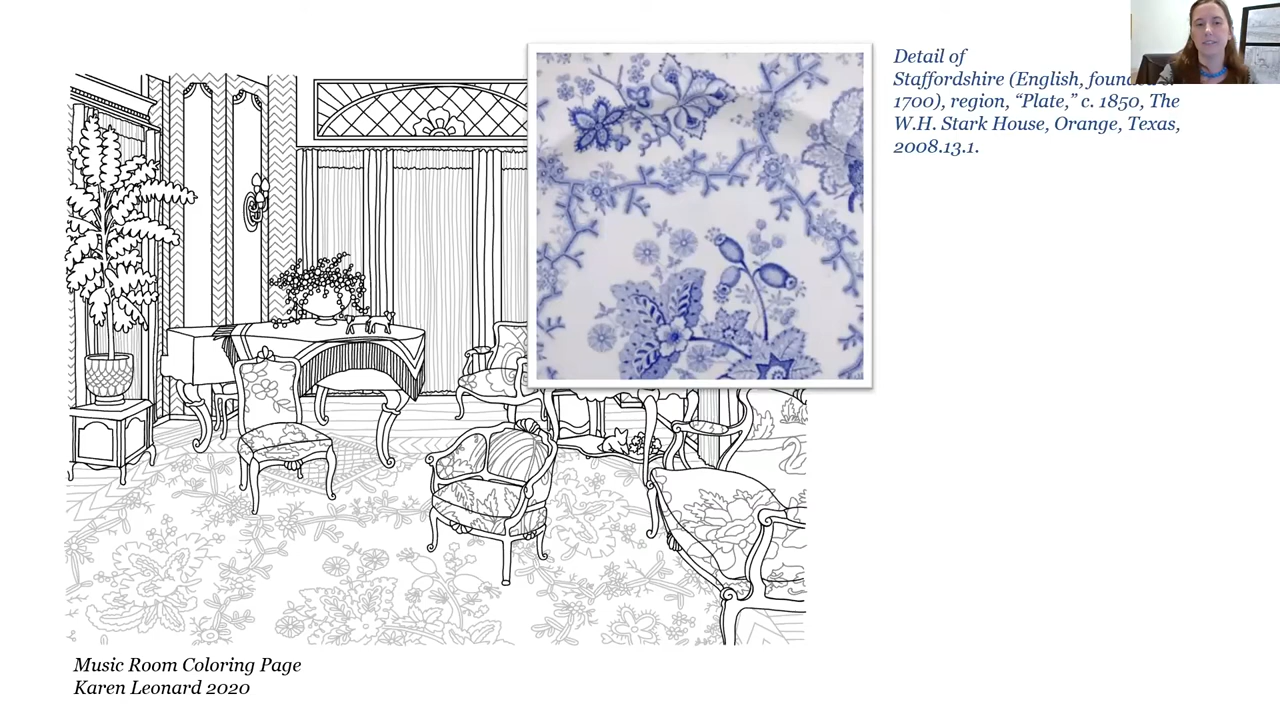 Detail of
Staffordshire (English, foun
1700), region, “Plate,” c. 1850, The
W.H. Stark House, Orange, Texas,
2008.13.1.
Music Room Coloring Page
Karen Leonard 2020